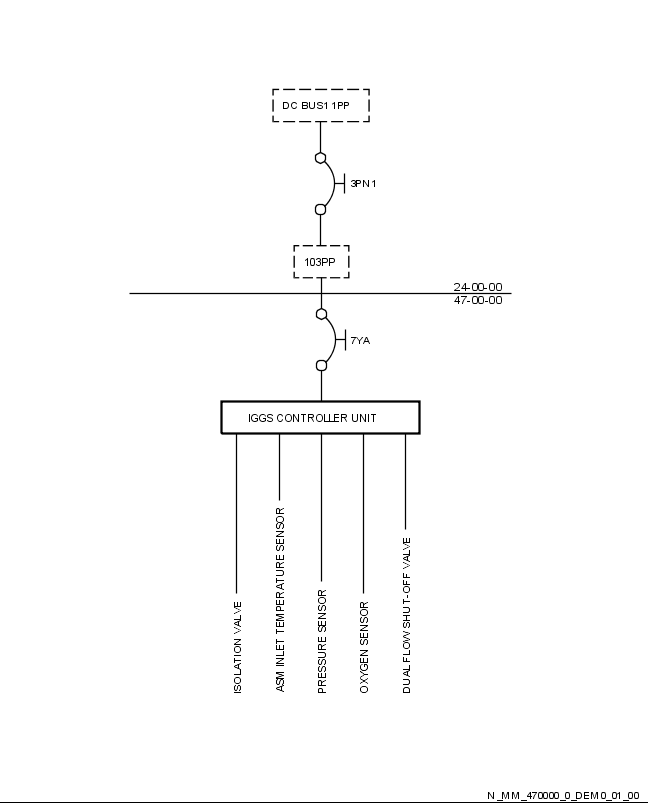 DC BUS1 1PP
3PN1
103PP
24-00-00
47-00-00
7YA
IGGS CONTROLLER UNIT
ISOLATION VALVE
ASM INLET TEMPERATURE SENSOR
PRESSURE SENSOR
OXYGEN SENSOR
DUAL FLOW SHUT-OFF VALVE
N_MM_470000_0_DEM0_01_00